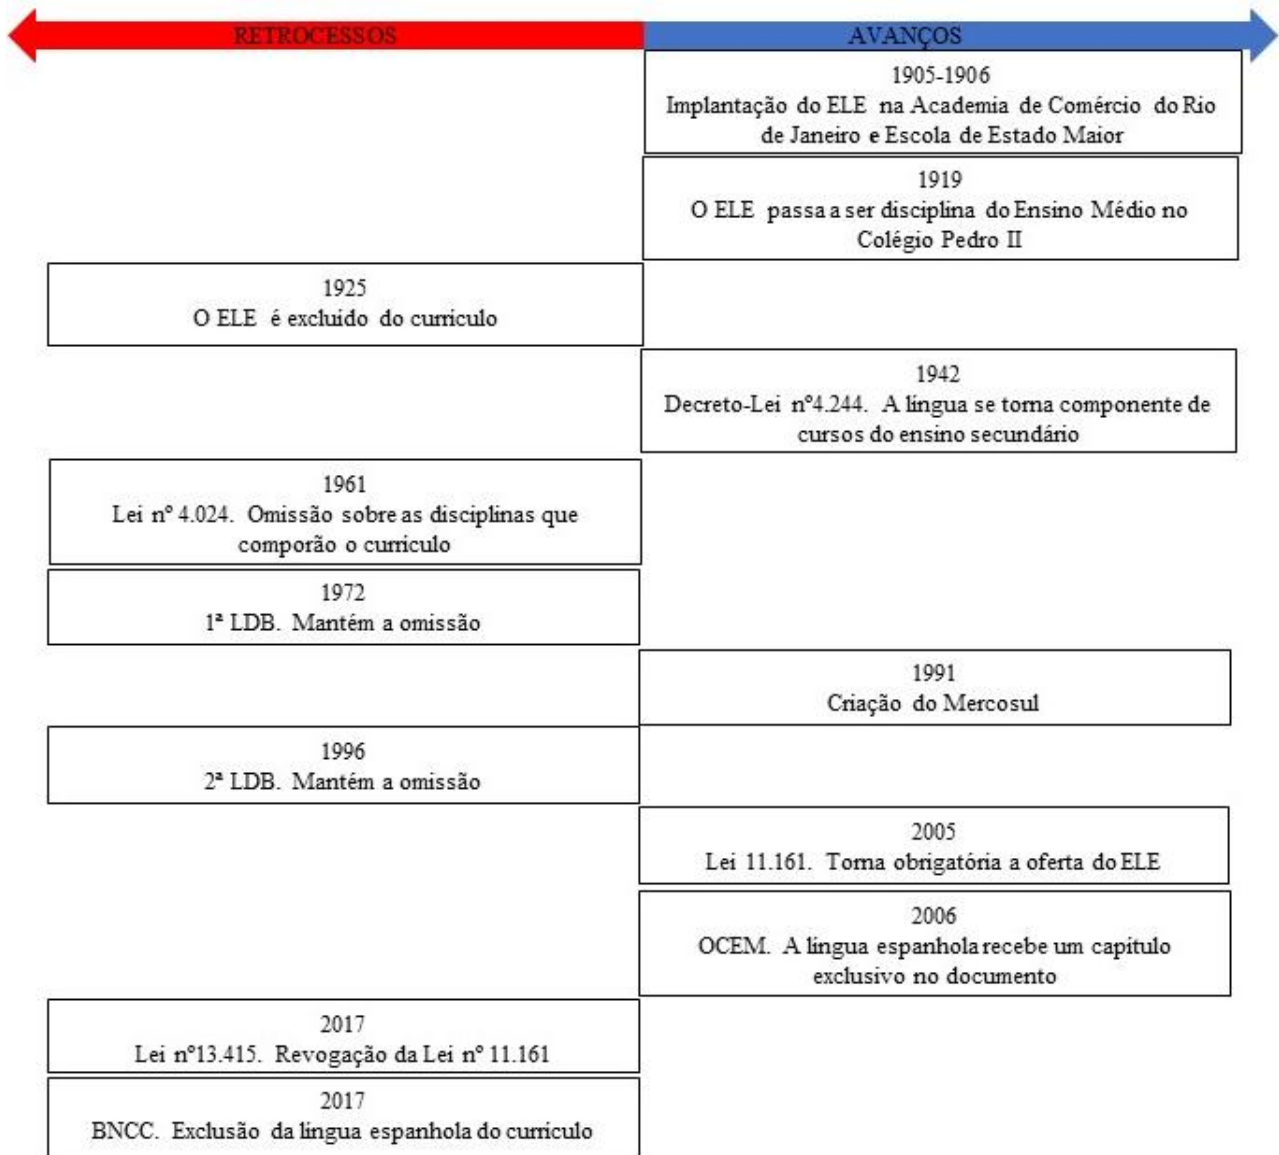 RETROCESSOS
AVANÇOS
1905-1906
Implantação do ELE na Academia de Comércio do Rio
de Janeiro e Escola de Estado Maior
1919
O ELE passa a ser disciplina do Ensino Médio no
Colégio Pedro II
1925
O ELE é excluído do currículo
1942
Decreto-Lei nº4.244. A língua se torna componente de
cursos do ensino secundário
1961
Lei nº 4.024. Omissão sobre as disciplinas que
comporão o currículo
1972
1ª LDB. Mantém a omissão
1991
Criação do Mercosul
1996
2ª LDB. Mantém a omissão
2005
Lei 11.161. Torna obrigatória a oferta do ELE
2006
OCEM. A língua espanhola recebe um capítulo
exclusivo no documento
2017
Lei nº13.415. Revogação da Lei nº 11.161
2017
BNCC. Exclusão da língua espanhola do currículo